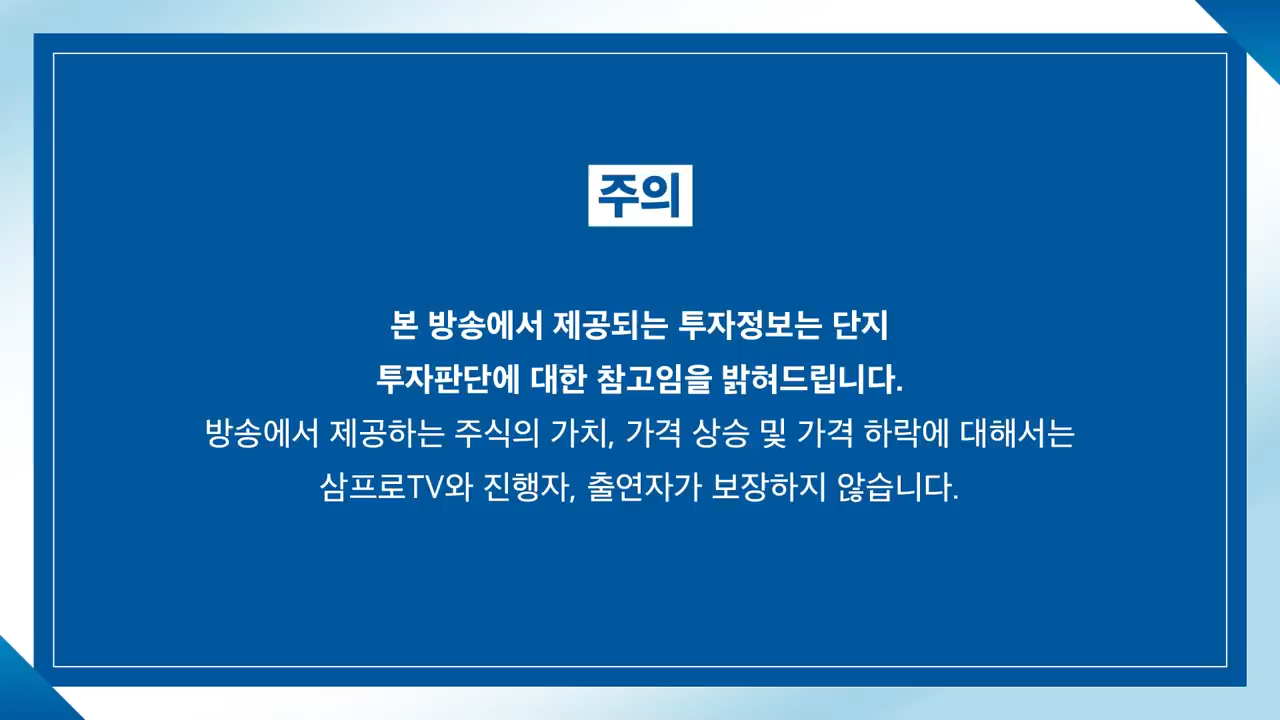 주의
본 방송에서 제공되는 투자정보는 단지
투자판단에 대한 참고임을 밝혀드립니다.
방송에서 제공하는 주식의 가치, 가격 상승 및 가격 하락에 대해서는
삼프로TV와 진행자, 출연자가 보장하지 않습니다.